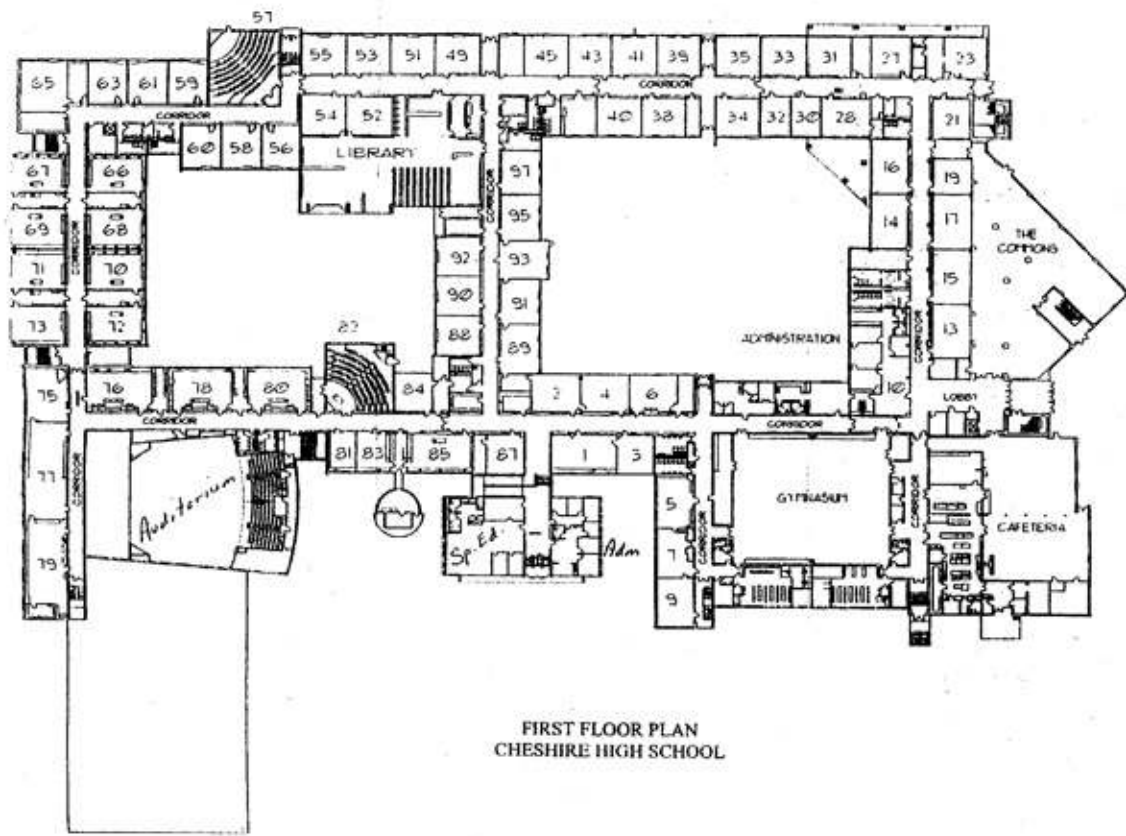 57
55 53 51 49 45 43 41 39 35 33 31 27 23
65 63 61 59
CORRIDOR
CORRIDOR
54 52 40 38 34 32 30 28 21
60 58 56
LIBRARY
67 66 97 16 19
CORRIDOR
CORRIDOR
CORRIDOR
69 68 95 14 17
THE
COMMONS
71 70 92 93 15
90 91
73 72 88 89 13
ADMINISTRATION
CORRIDOR
75 76 78 80 84 2 4 6 10
LOBBY
CORRIDOR
CORRIDOR
81 83 85 87 1 3
77
CORRIDOR
Auditorium
5
GYMNASIUM
CORRIDOR
CORRIDOR
CAFETERIA
79
Sp. Ed.
Adm
7
9
FIRST FLOOR PLAN
CHESHIRE HIGH SCHOOL